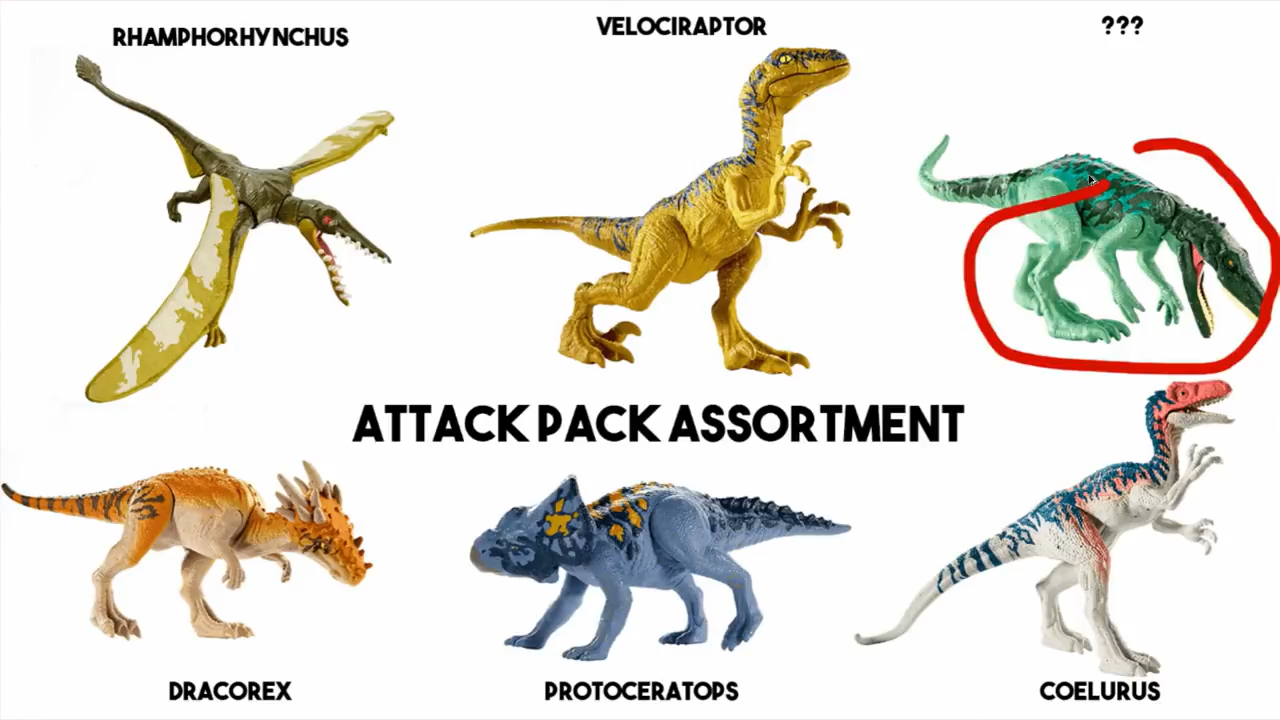 RHAMPHORHYNCHUS
VELOCIRAPTOR
???
ATTACK PACK ASSORTMENT
DRACOREX
PROTOCERATOPS
COELURUS